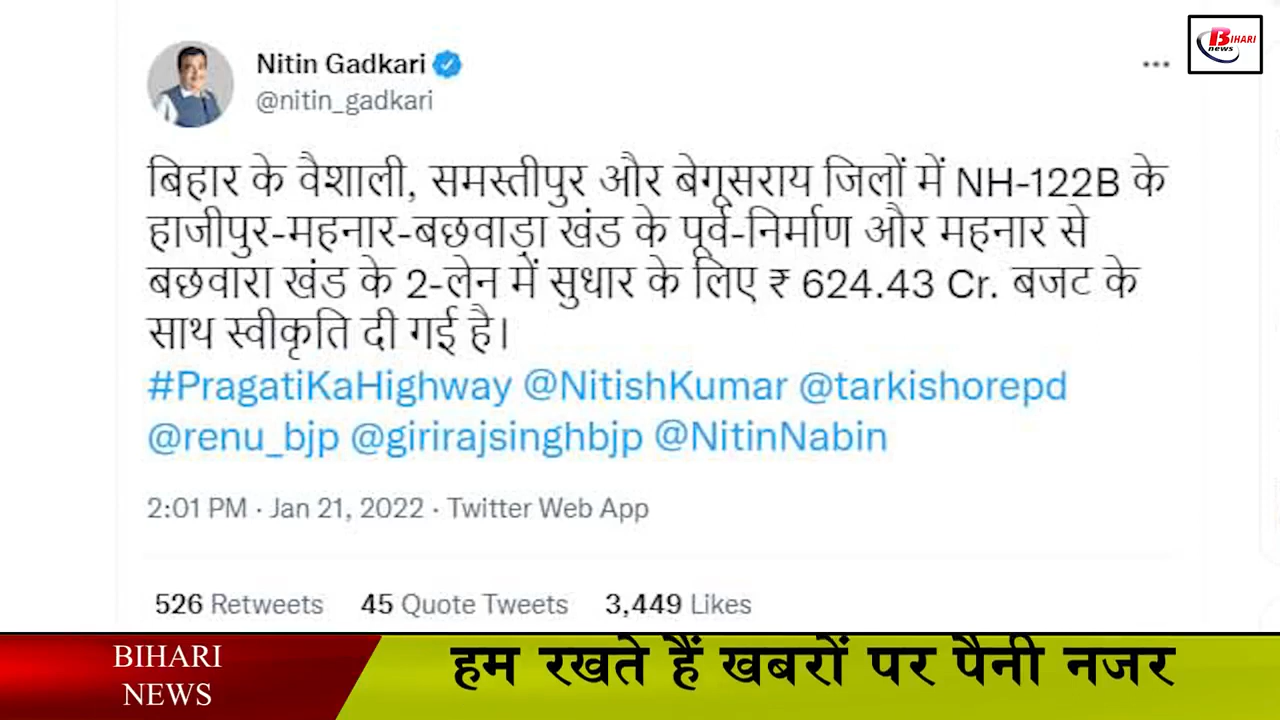 Nitin Gadkari
@nitin_gadkari
BIHARI
news
बिहार के वैशाली, समस्तीपुर और बेगूसराय जिलों में NH-122B के
हाजीपुर-महनार-बछवाड़ा खंड के पूर्व-निर्माण और महनार से
बछवारा खंड के 2-लेन में सुधार के लिए ₹ 624.43 Cr. बजट के
साथ स्वीकृति दी गई है।
#PragatiKaHighway @NitishKumar @tarkishorepd
@renu_bjp @girirajsinghbjp @NitinNabin
2:01 PM · Jan 21, 2022 · Twitter Web App
526 Retweets 45 Quote Tweets 3,449 Likes
BIHARI
NEWS
हम रखते हैं खबरों पर पैनी नजर